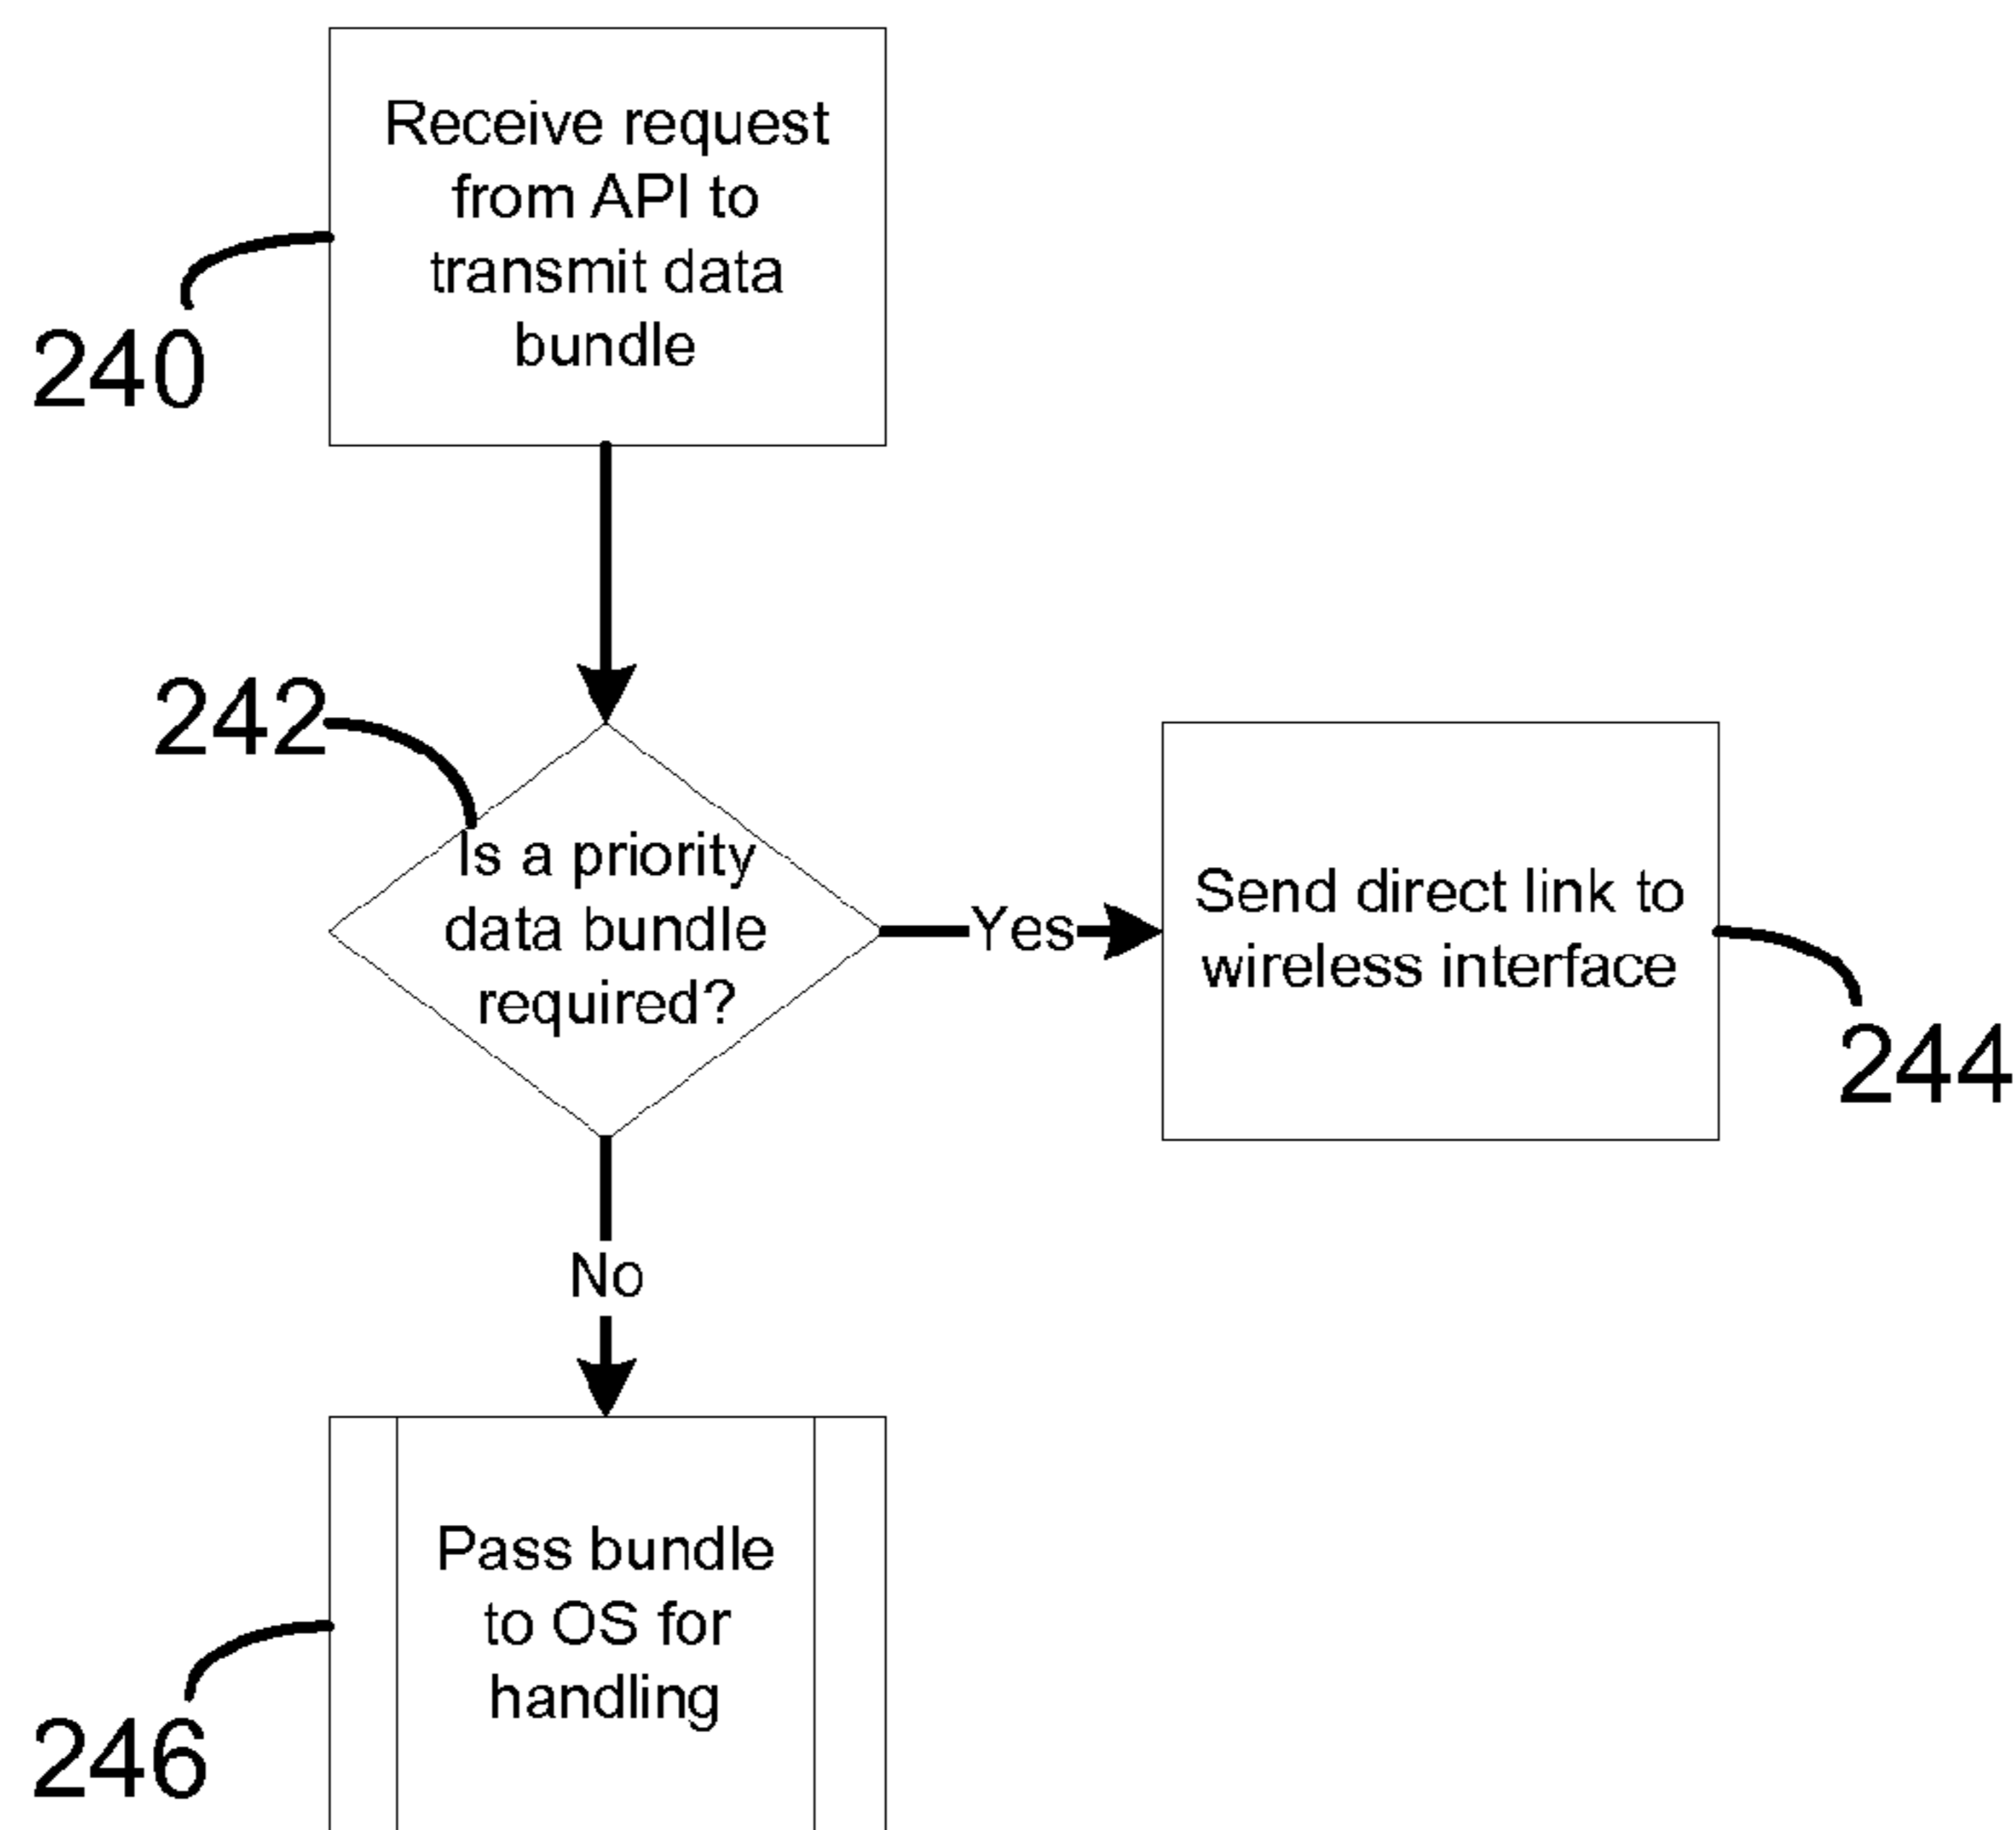 Receive request
from API to
transmit data
bundle
240
242
Is a priority
data bundle
required?
Yes
Send direct link to
wireless interface
244
No
Pass bundle
to OS for
handling
246